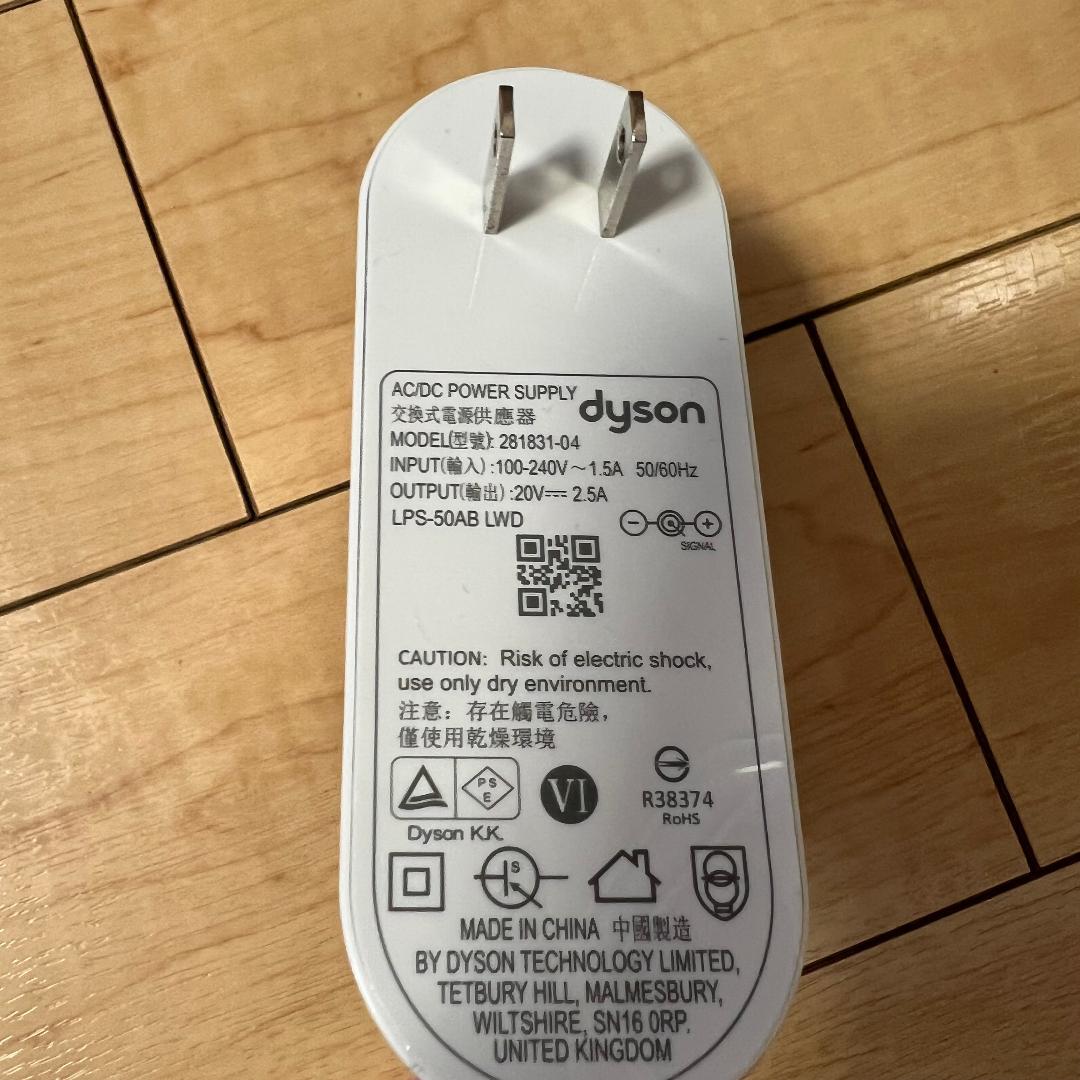 AC/DC POWER SUPPLY
dyson
交換式電源供應器
MODEL(型號): 281831-04
INPUT(輸入) :100-240V～1.5A 50/60Hz
OUTPUT(輸出) :20V⎓ 2.5A
LPS-50AB LWD
SIGNAL
CAUTION: Risk of electric shock,
use only dry environment.
注意：存在觸電危險，
僅使用乾燥環境
PS
E
VI
R38374
RoHS
Dyson K.K.
S
MADE IN CHINA 中國製造
BY DYSON TECHNOLOGY LIMITED,
TETBURY HILL, MALMESBURY,
WILTSHIRE, SN16 0RP.
UNITED KINGDOM